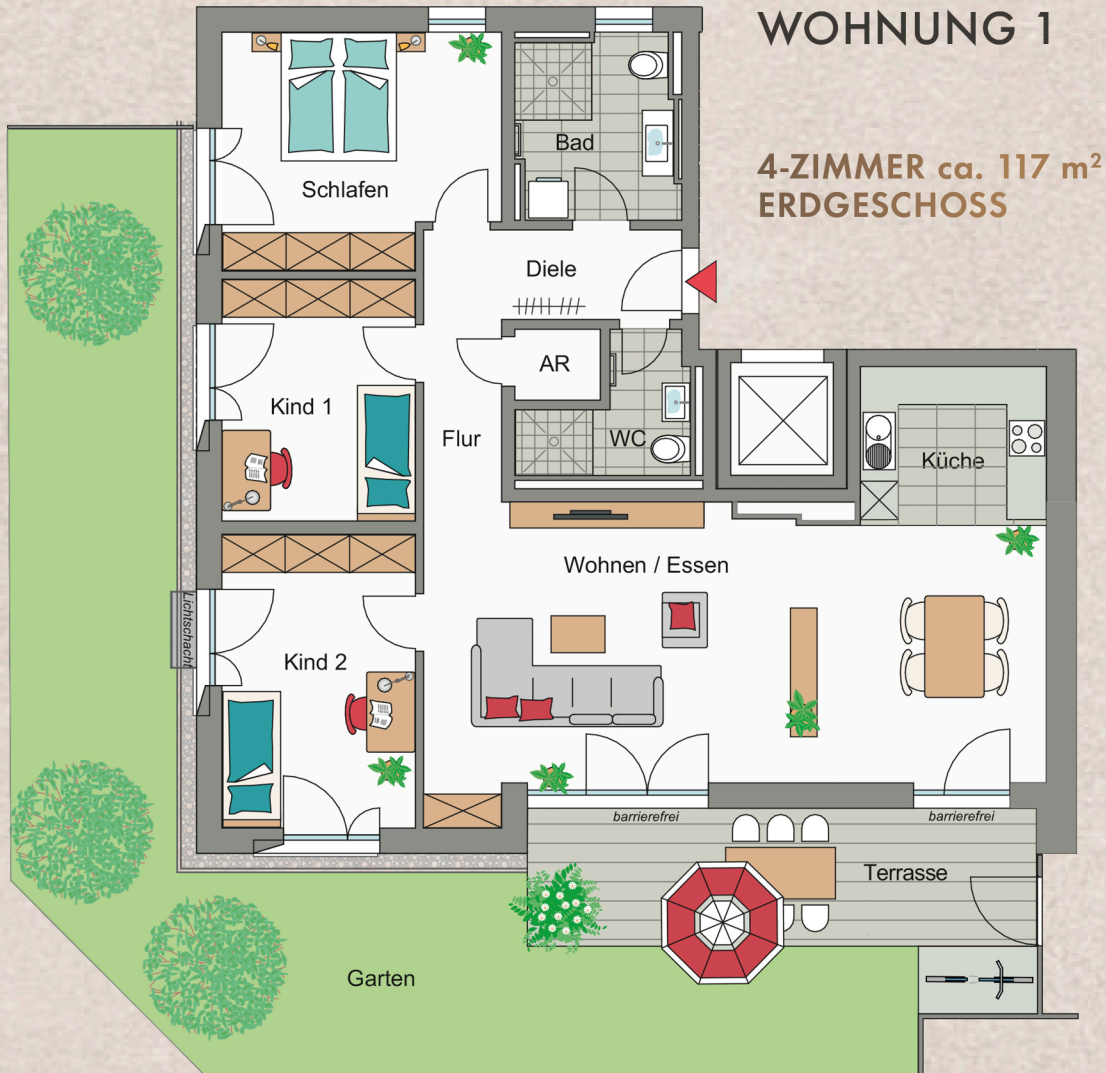 WOHNUNG 1
4-ZIMMER ca. 117 m²
ERDGESCHOSS
Bad
Schlafen
Diele
AR
Kind 1
Flur
WC
Küche
Wohnen / Essen
Lichtschacht
Kind 2
barrierefrei
barrierefrei
Terrasse
Garten